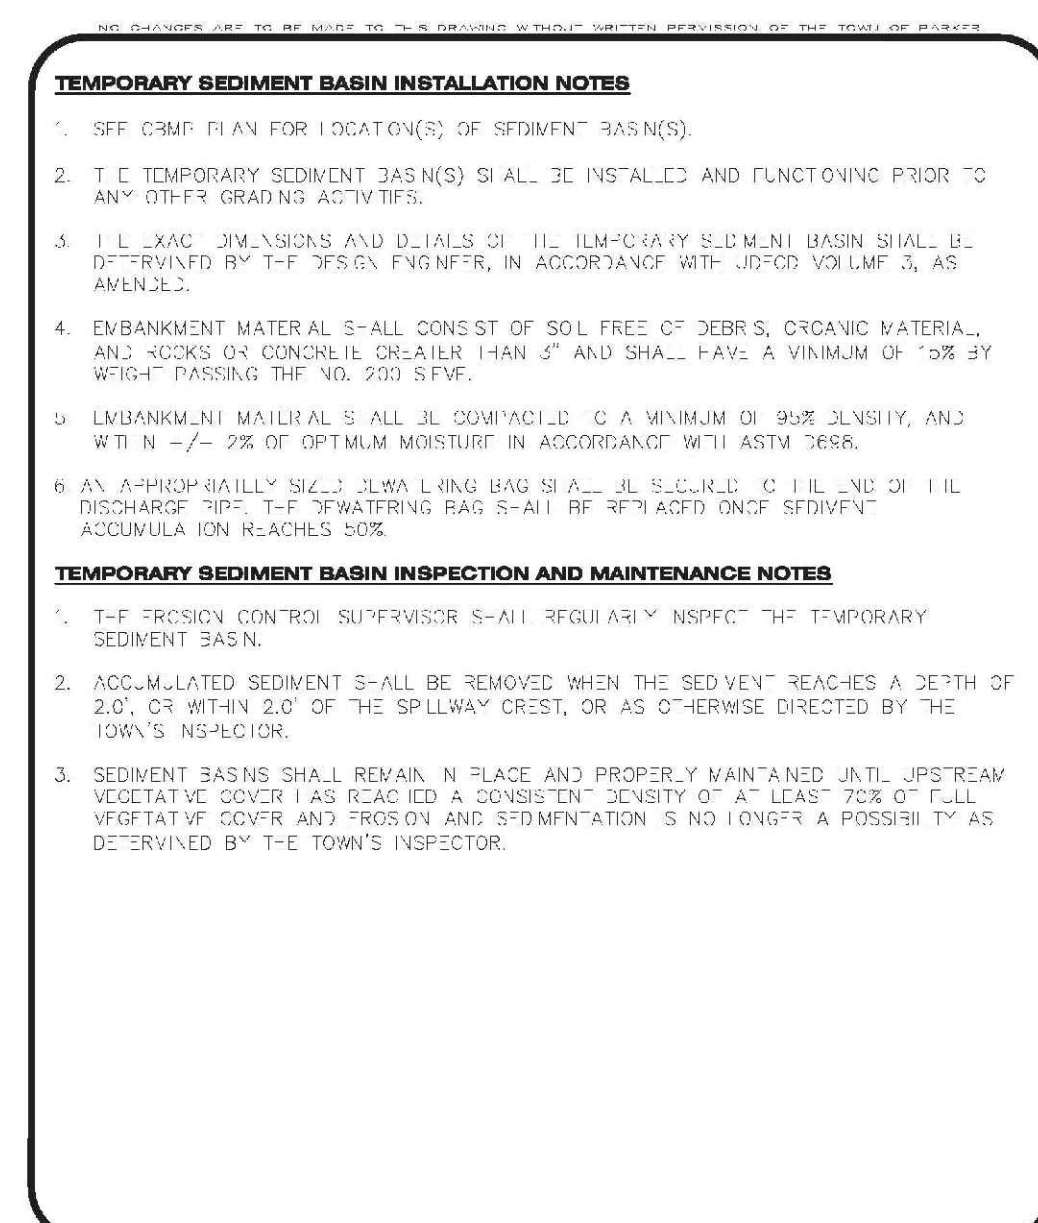 NO CHANGES ARE TO BE MADE TO THIS DRAWING WITHOUT WRITTEN PERMISSION OF THE TOWN OF PARKER
TEMPORARY SEDIMENT BASIN INSTALLATION NOTES
1. SEE CBMP PLAN FOR LOCATION(S) OF SEDIMENT BASIN(S).
2. THE TEMPORARY SEDIMENT BASIN(S) SHALL BE INSTALLED AND FUNCTIONING PRIOR TO
ANY OTHER GRADING ACTIVITIES.
3. THE EXACT DIMENSIONS AND DETAILS OF THE TEMPORARY SEDIMENT BASIN SHALL BE
DETERMINED BY THE DESIGN ENGINEER, IN ACCORDANCE WITH UDFCD VOLUME 3, AS
AMENDED.
4. EMBANKMENT MATERIAL SHALL CONSIST OF SOIL FREE OF DEBRIS, ORGANIC MATERIAL,
AND ROCKS OR CONCRETE GREATER THAN 3" AND SHALL HAVE A MINIMUM OF 15% BY
WEIGHT PASSING THE NO. 200 SIEVE.
5 EMBANKMENT MATERIAL SHALL BE COMPACTED TO A MINIMUM OF 95% DENSITY, AND
WITHIN +/- 2% OF OPTIMUM MOISTURE IN ACCORDANCE WITH ASTM D698.
6 AN APPROPRIATELY SIZED DEWATERING BAG SHALL BE SECURED TO THE END OF THE
DISCHARGE PIPE. THE DEWATERING BAG SHALL BE REPLACED ONCE SEDIMENT
ACCUMULATION REACHES 50%.
TEMPORARY SEDIMENT BASIN INSPECTION AND MAINTENANCE NOTES
1. THE EROSION CONTROL SUPERVISOR SHALL REGULARLY INSPECT THE TEMPORARY
SEDIMENT BASIN.
2. ACCUMULATED SEDIMENT SHALL BE REMOVED WHEN THE SEDIMENT REACHES A DEPTH OF
2.0', OR WITHIN 2.0' OF THE SPILLWAY CREST, OR AS OTHERWISE DIRECTED BY THE
TOWN'S INSPECTOR.
3. SEDIMENT BASINS SHALL REMAIN IN PLACE AND PROPERLY MAINTAINED UNTIL UPSTREAM
VEGETATIVE COVER HAS REACHED A CONSISTENT DENSITY OF AT LEAST 70% OF FULL
VEGETATIVE COVER AND EROSION AND SEDIMENTATION IS NO LONGER A POSSIBILITY AS
DETERMINED BY THE TOWN'S INSPECTOR.